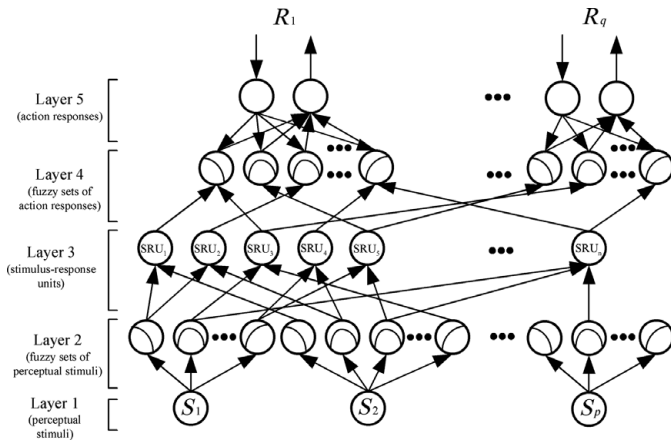 R1 Rq
Layer 5
(action responses)
Layer 4
(fuzzy sets of
action responses)
Layer 3
(stimulus-response
units)
SRU1 SRU2 SRU3 SRU4 SRU5 SRUn
Layer 2
(fuzzy sets of
perceptual stimuli)
Layer 1
(perceptual
stimuli)
S1 S2 Sp